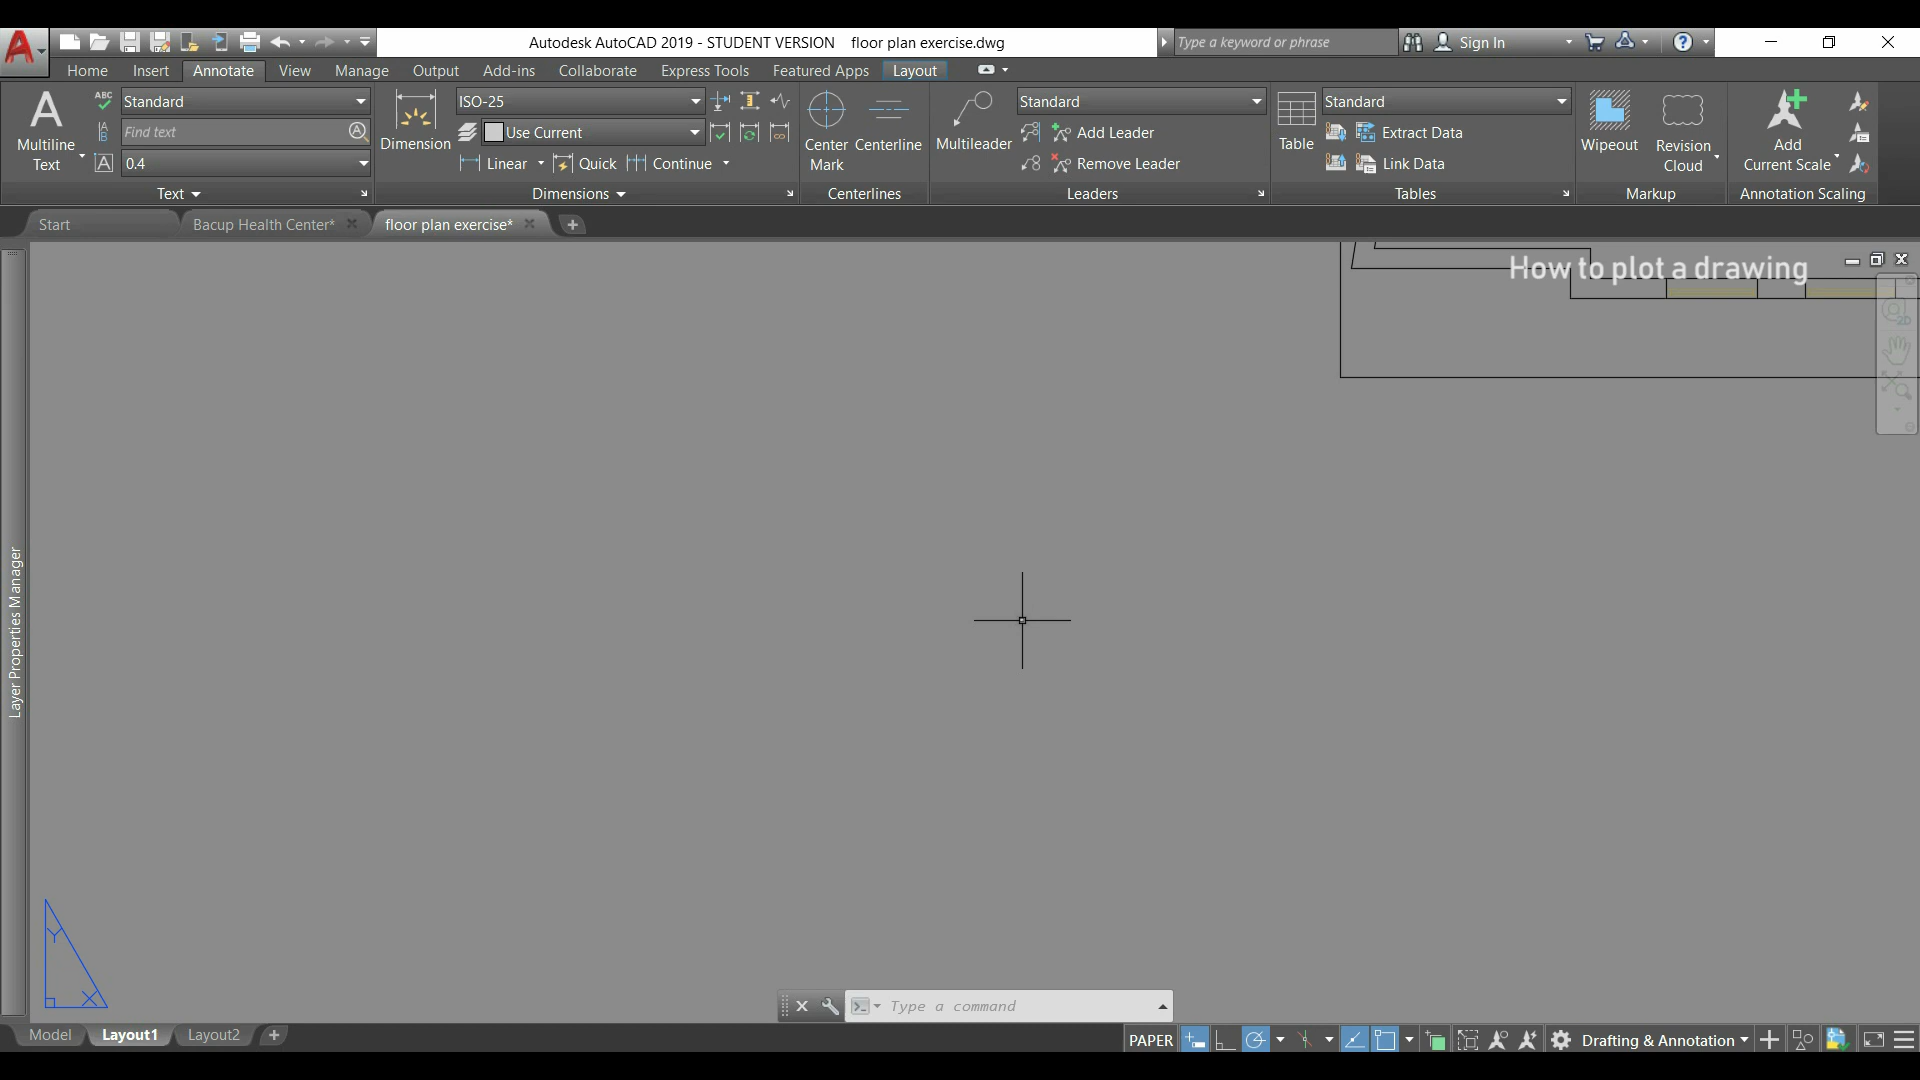 Autodesk AutoCAD 2019 - STUDENT VERSION floor plan exercise.dwg
Type a keyword or phrase
Sign In
Home Insert Annotate View Manage Output Add-ins Collaborate Express Tools Featured Apps Layout
Multiline Text
ABC
Standard
Find text
0.4
Text
Dimension
ISO-25
Use Current
Linear Quick Continue
Dimensions
Center Mark
Centerline
Centerlines
Multileader
Standard
Add Leader
Remove Leader
Leaders
Table
Standard
Extract Data
Link Data
Tables
Wipeout
Revision Cloud
Markup
Add Current Scale
Annotation Scaling
Start
Bacup Health Center*
floor plan exercise*
How to plot a drawing
2D
Layer Properties Manager
Y
X
Type a command
Model Layout1 Layout2
PAPER
Drafting & Annotation